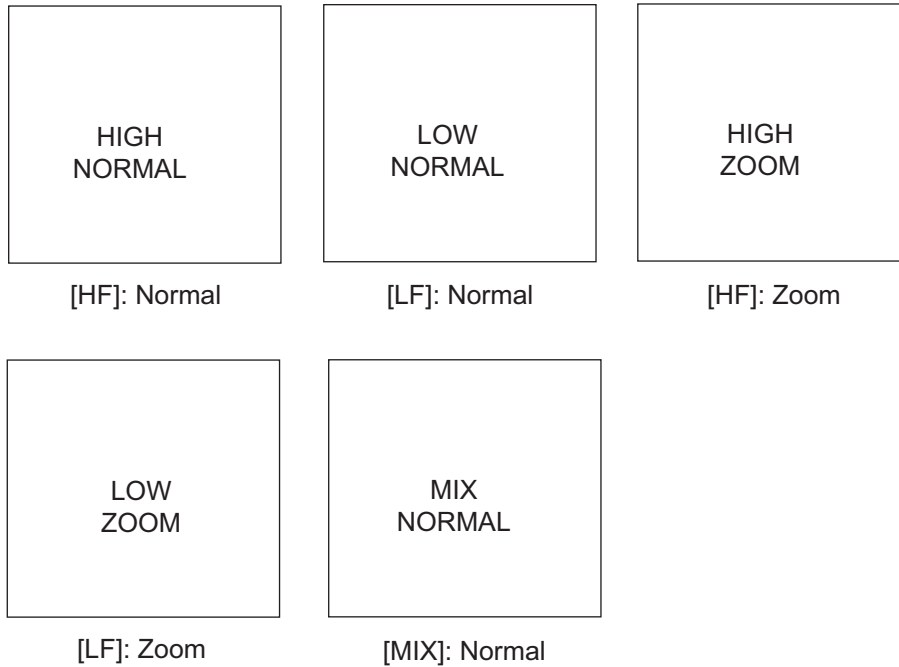 HIGH
NORMAL
LOW
NORMAL
HIGH
ZOOM
[HF]: Normal
[LF]: Normal
[HF]: Zoom
LOW
ZOOM
MIX
NORMAL
[LF]: Zoom
[MIX]: Normal